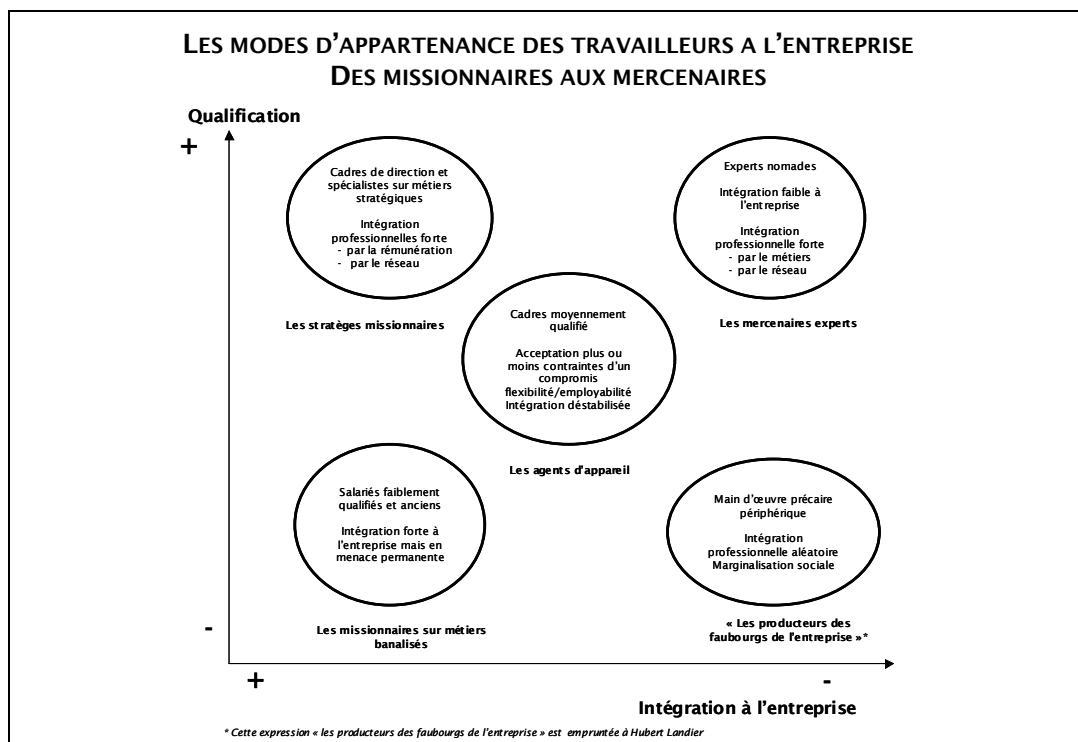 LES MODES D'APPARTENANCE DES TRAVAILLEURS A L'ENTREPRISE
DES MISSIONNAIRES AUX MERCENAIRES
Qualification
+
Cadres de direction et
spécialistes sur métiers
stratégiques
Intégration
professionnelles forte
- par la rémunération
- par le réseau
Les stratèges missionnaires
Experts nomades
Intégration faible à
l'entreprise
Intégration
professionnelle forte
- par le métiers
- par le réseau
Les mercenaires experts
Cadres moyennement
qualifié
Acceptation plus ou
moins contraintes d'un
compromis
flexibilité/employabilité
Intégration déstabilisée
Les agents d'appareil
Salariés faiblement
qualifiés et anciens
Intégration forte à
l'entreprise mais en
menace permanente
Les missionnaires sur métiers
banalisés
Main d'œuvre précaire
périphérique
Intégration
professionnelle aléatoire
Marginalisation sociale
« Les producteurs des
faubourgs de l'entreprise »*
-
+
-
Intégration à l'entreprise
* Cette expression « les producteurs des faubourgs de l'entreprise » est empruntée à Hubert Landier